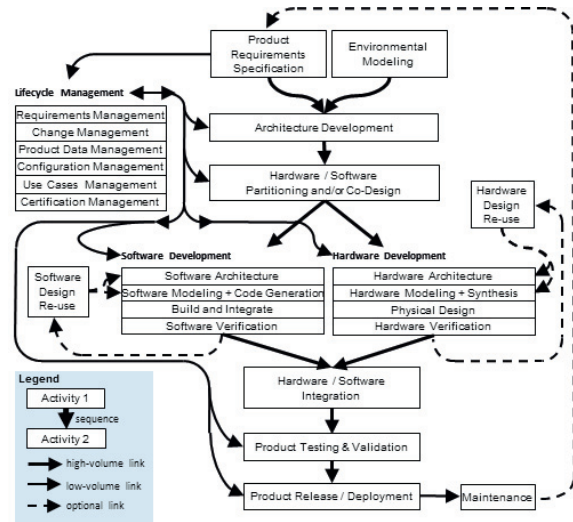 Product
Requirements
Specification
Environmental
Modeling
Lifecycle Management
Requirements Management
Change Management
Product Data Management
Configuration Management
Use Cases Management
Certification Management
Architecture Development
Hardware / Software
Partitioning and/or Co-Design
Hardware
Design
Re-use
Software Development
Hardware Development
Software
Design
Re-use
Software Architecture
Software Modeling + Code Generation
Build and Integrate
Software Verification
Hardware Architecture
Hardware Modeling + Synthesis
Physical Design
Hardware Verification
Hardware / Software
Integration
Product Testing & Validation
Product Release / Deployment
Maintenance
Legend
Activity 1
sequence
Activity 2
high-volume link
low-volume link
optional link